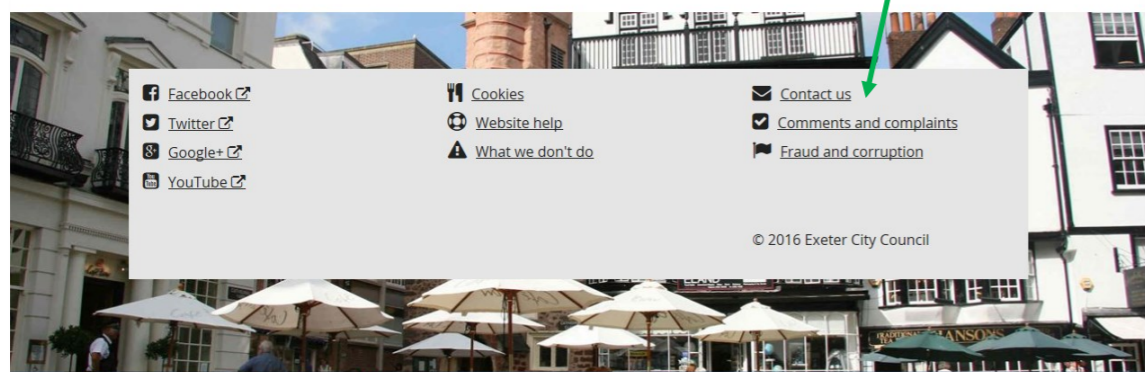 Facebook
Twitter
Google+
YouTube
Cookies
Website help
What we don't do
Contact us
Comments and complaints
Fraud and corruption
© 2016 Exeter City Council